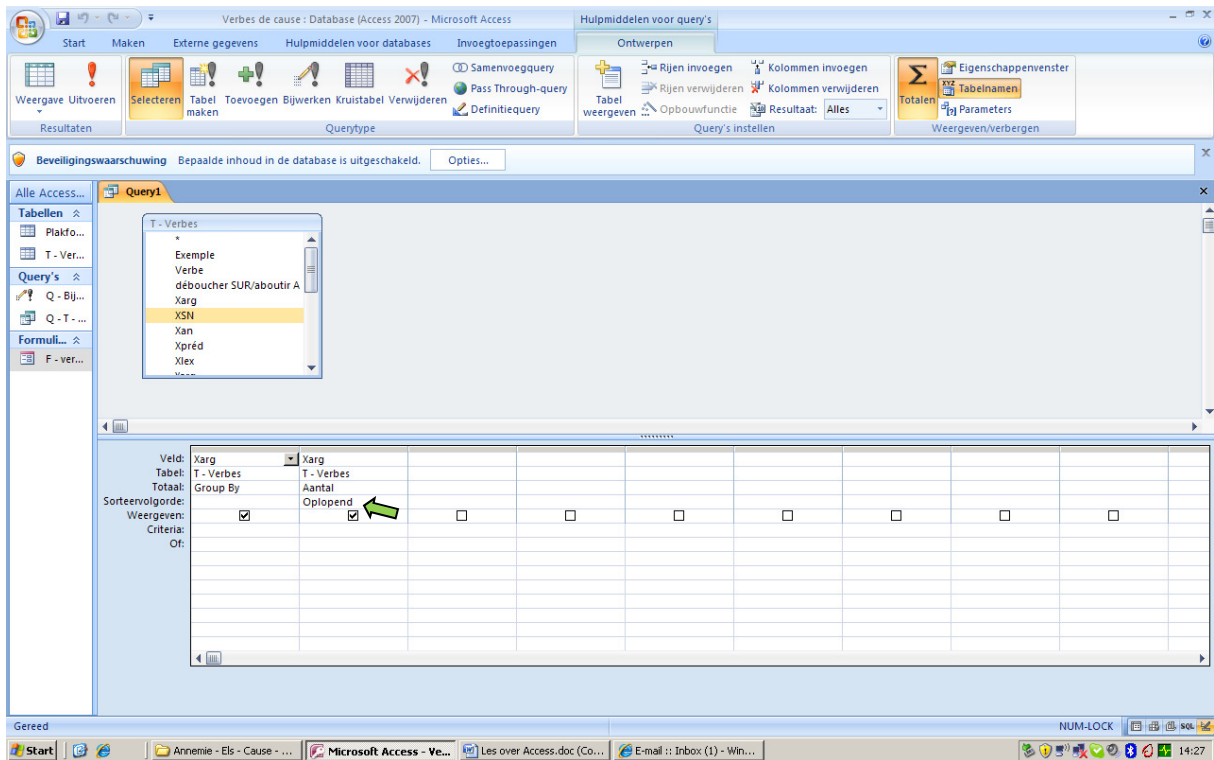 Verbes de cause : Database (Access 2007) - Microsoft Access
Hulpmiddelen voor query's
Start Maken Externe gegevens Hulpmiddelen voor databases Invoegtoepassingen Ontwerpen
Weergave Uitvoeren
Resultaten
Selecteren Tabel maken Toevoegen Bijwerken Kruistabel Verwijderen
Samenvoegquery
Pass Through-query
Definitiequery
Querytype
Tabel weergeven
Rijen invoegen
Rijen verwijderen
Opbouwfunctie
Kolommen invoegen
Kolommen verwijderen
Resultaat: Alles
Query's instellen
Totalen
Eigenschappenvenster
Tabelnamen
Parameters
Weergeven/verbergen
Beveiligingswaarschuwing Bepaalde inhoud in de database is uitgeschakeld. Opties...
Alle Access...
Tabellen
Plakfo...
T - Ver...
Query's
Q - Bij...
Q - T - ...
Formuli...
F - ver...
Query1
T - Verbes
*
Exemple
Verbe
déboucher SUR/aboutir A
Xarg
XSN
Xan
Xpréd
Xlex
Veld: Xarg Xarg
Tabel: T - Verbes T - Verbes
Totaal: Group By Aantal
Sorteervolgorde: Oplopend
Weergeven:
Criteria:
Of:
Gereed NUM-LOCK SQL
Start Annemie - Els - Cause - ... Microsoft Access - Ve... Les over Access.doc (Co... E-mail :: Inbox (1) - Win... 14:27